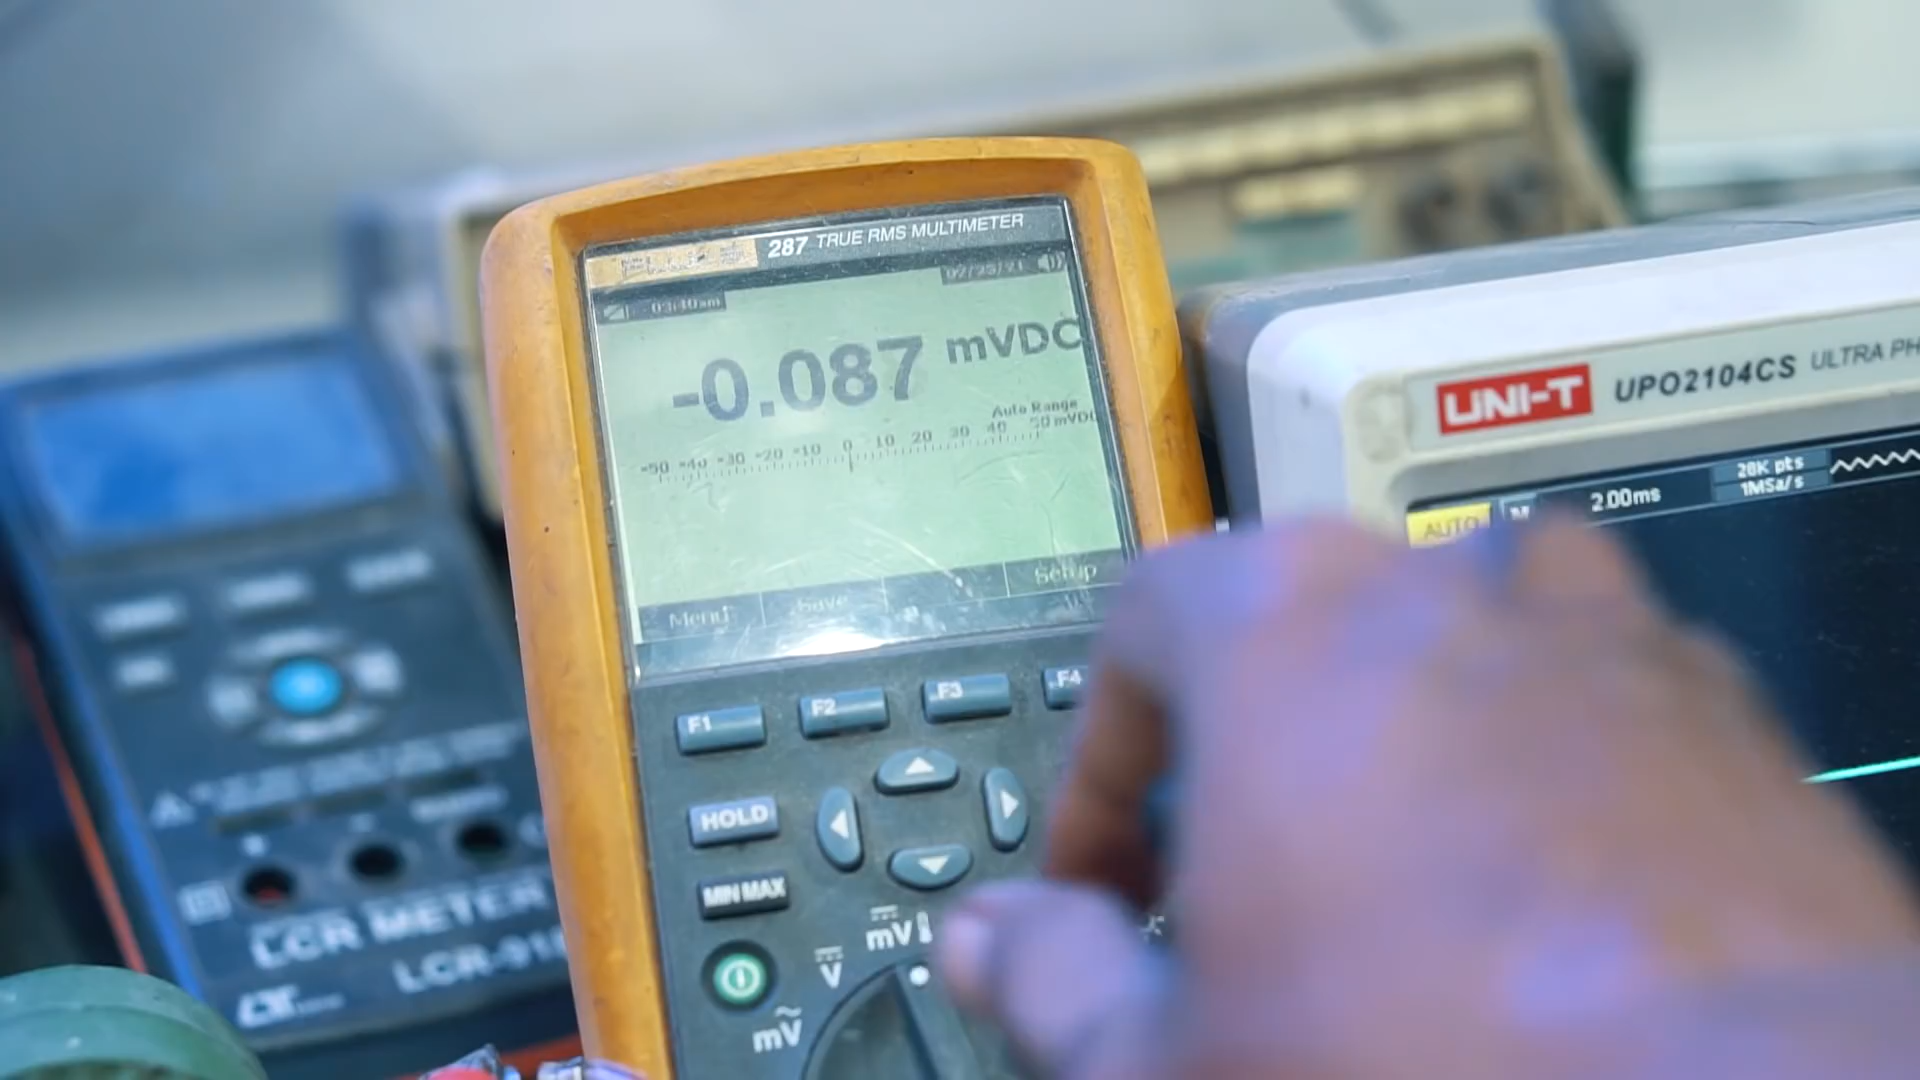 287 TRUE RMS MULTIMETER
03:40am
-0.087 mVDC
Auto Range
-50 -40 -30 -20 -10 0 10 20 30 40 50 mVDC
Menu Save Setup
F1 F2 F3 F4
HOLD
MIN MAX
mV
V
mV
UNI-T UPO2104CS ULTRA PH
AUTO M 2.00ms 28K pts
1MSa/s
LCR METER